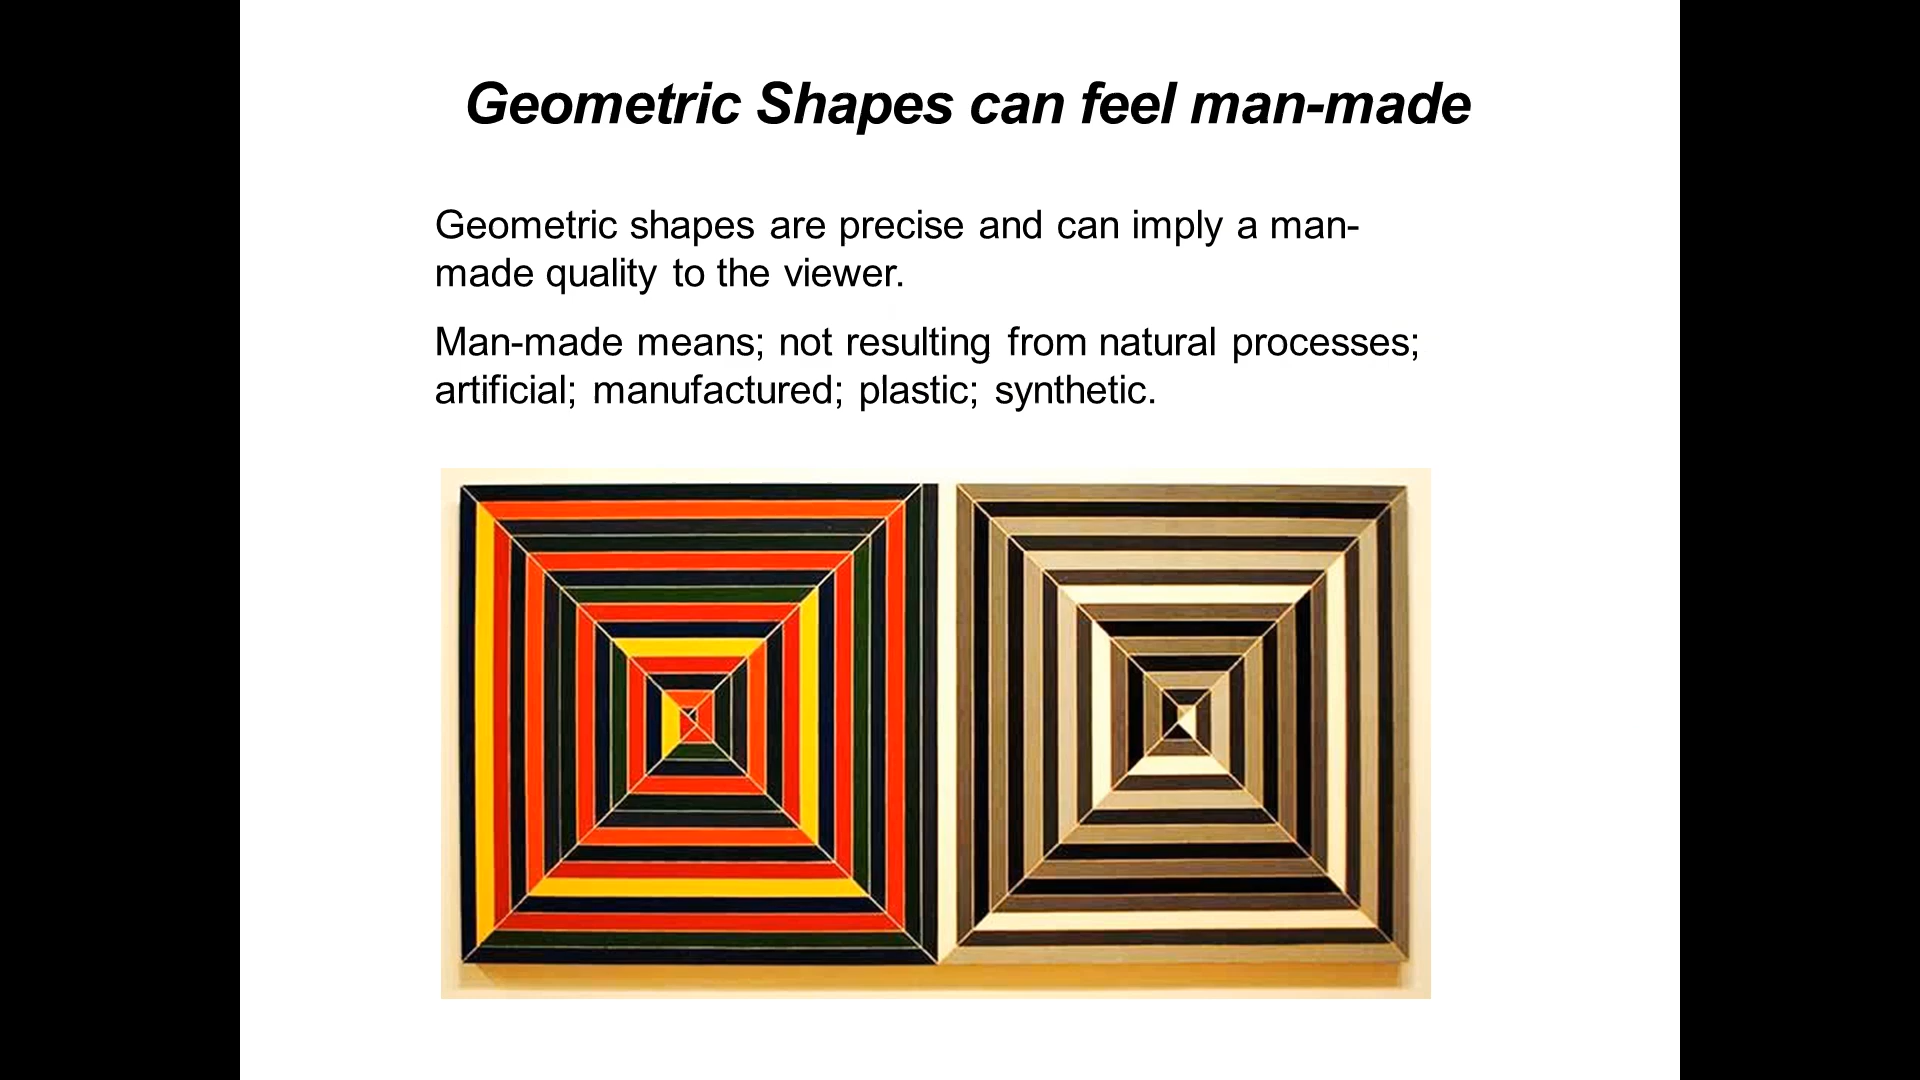 Geometric Shapes can feel man-made
Geometric shapes are precise and can imply a man-
made quality to the viewer.
Man-made means; not resulting from natural processes;
artificial; manufactured; plastic; synthetic.